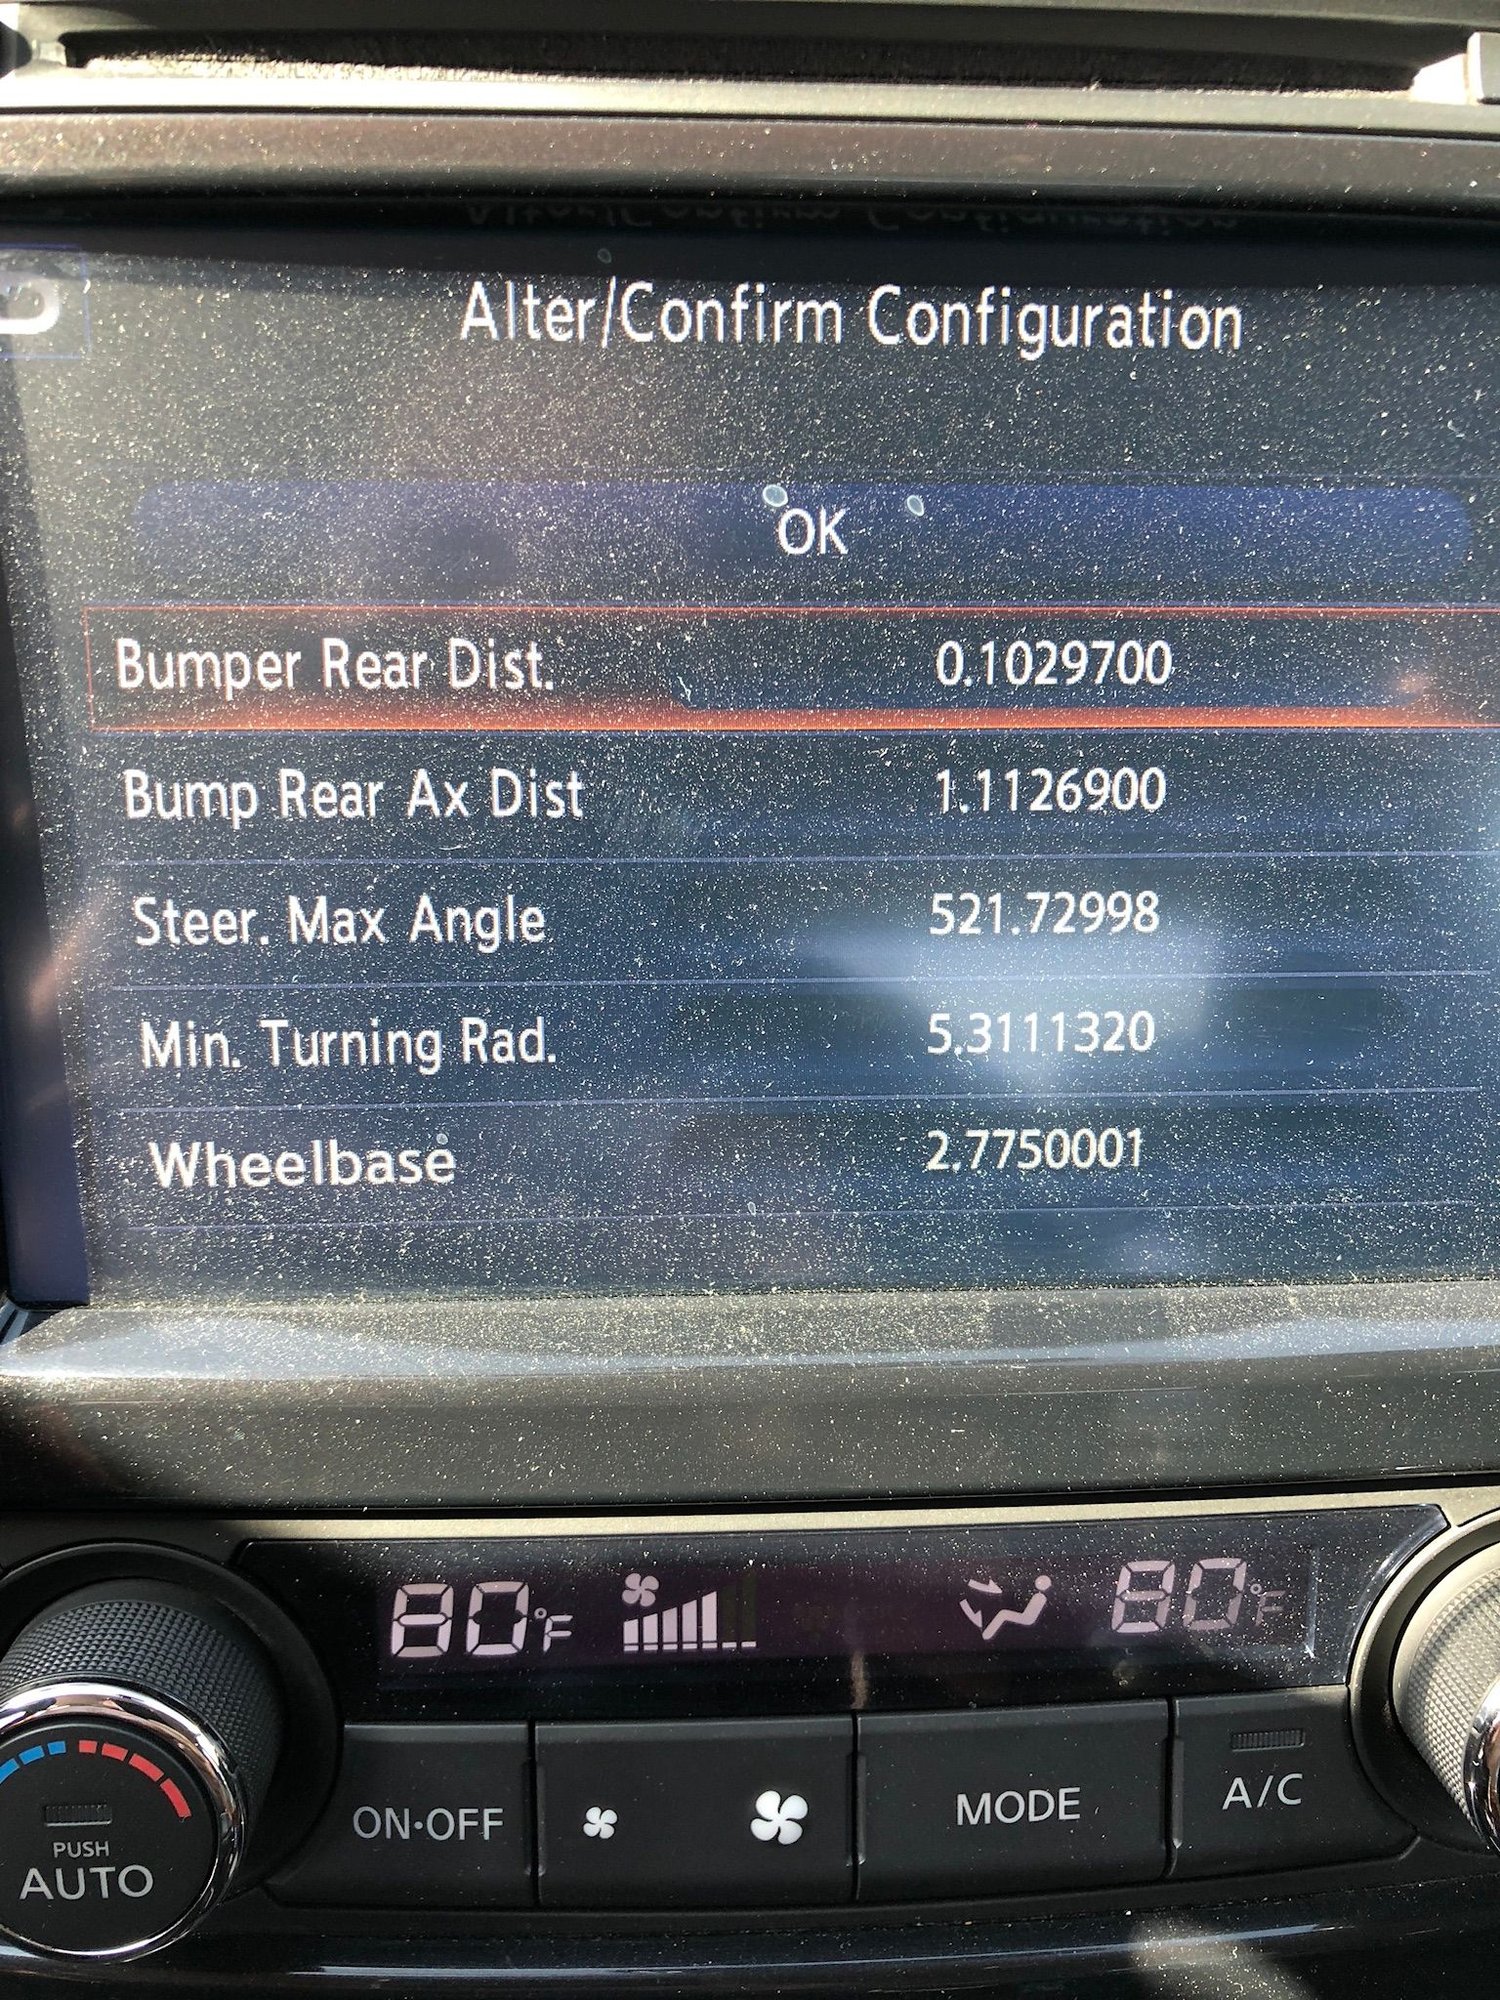 Alter/Confirm Configuration
OK
Bumper Rear Dist. 0.1029700
Bump Rear Ax Dist 1.1126900
Steer. Max Angle 521.72998
Min. Turning Rad. 5.3111320
Wheelbase 2.7750001
80°F 80°F
PUSH
AUTO
ON·OFF
MODE
A/C